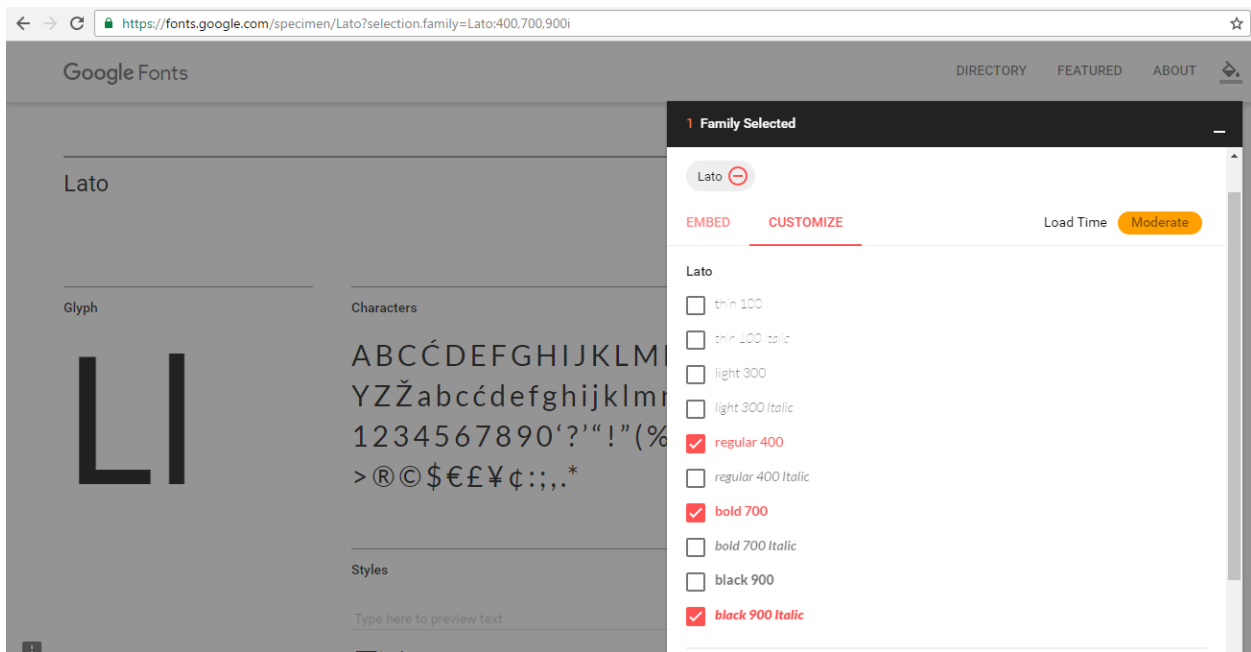 https://fonts.google.com/specimen/Lato?selection.family=Lato:400,700,900i
Google Fonts
DIRECTORY FEATURED ABOUT
1 Family Selected
Lato
Lato
EMBED CUSTOMIZE Load Time Moderate
Lato
Glyph
Ll
Characters
ABCĆDEFGHIJKLM
YZŽabcćdefghijklm
1234567890‘?’“!”(%
>®©$€£¥¢:;,.*
Styles
Type here to preview text
thin 100
thin 100 Italic
light 300
light 300 Italic
regular 400
regular 400 Italic
bold 700
bold 700 Italic
black 900
black 900 Italic